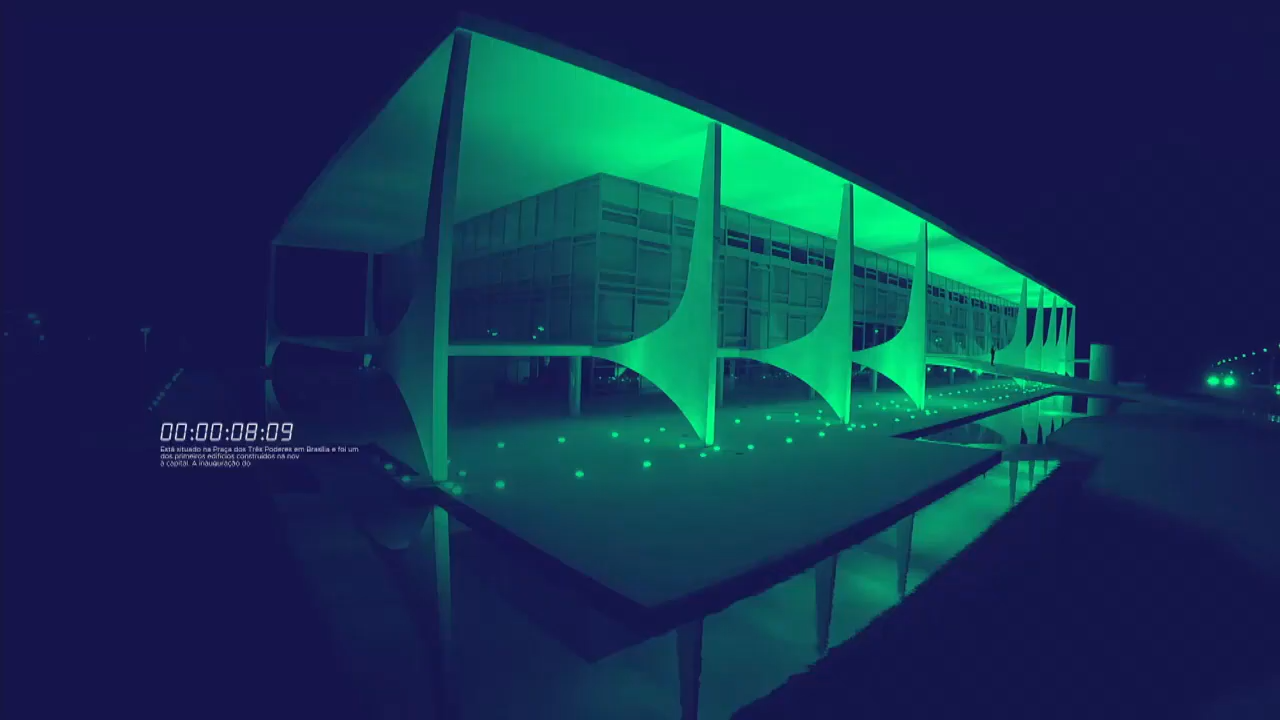 00:00:08:09
Está situado na Praça dos Três Poderes em Brasília e foi um
dos primeiros edifícios construídos na nov
a capital. A inauguração do